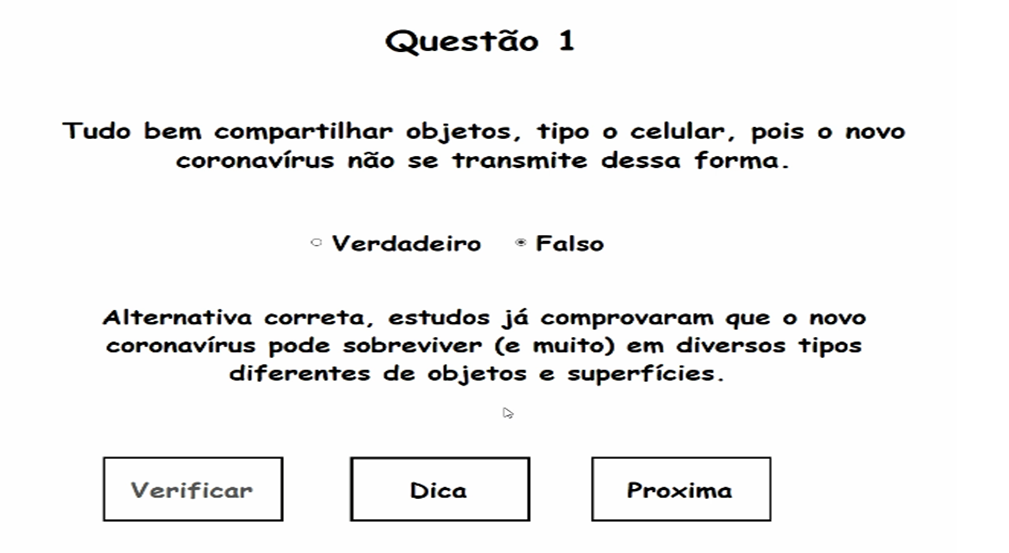 Questão 1
Tudo bem compartilhar objetos, tipo o celular, pois o novo
coronavírus não se transmite dessa forma.
Verdadeiro Falso
Alternativa correta, estudos já comprovaram que o novo
coronavírus pode sobreviver (e muito) em diversos tipos
diferentes de objetos e superfícies.
Verificar Dica Proxima